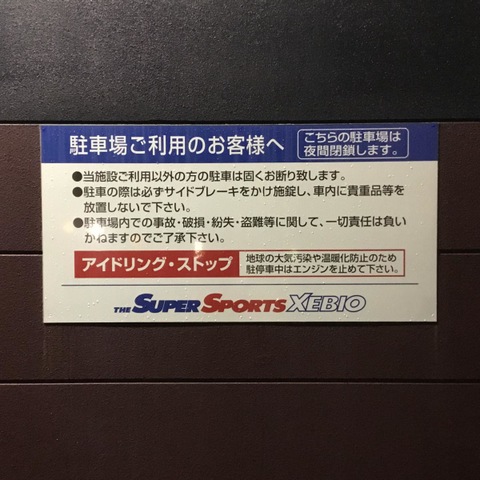 駐車場ご利用のお客様へ
こちらの駐車場は
夜間閉鎖します。
●当施設ご利用以外の方の駐車は固くお断り致します。
●駐車の際は必ずサイドブレーキをかけ施錠し、車内に貴重品等を
放置しないで下さい。
●駐車場内での事故・破損・紛失・盗難等に関して、一切責任は負い
かねますのでご了承下さい。
アイドリング・ストップ
地球の大気汚染や温暖化防止のため
駐停車中はエンジンを止めて下さい。
THE SUPER SPORTS XEBIO